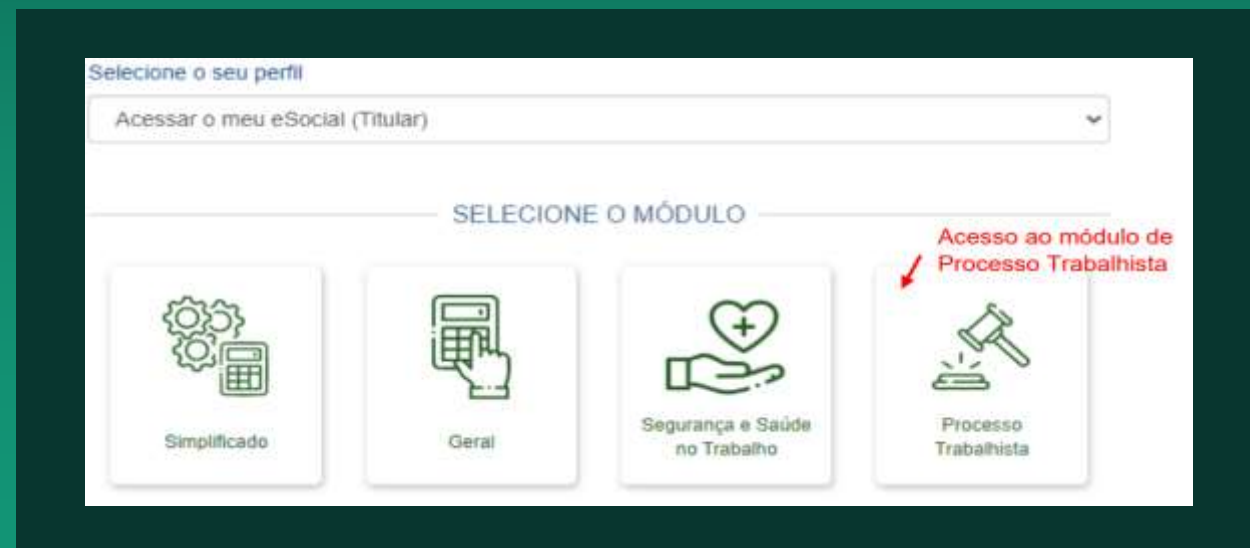 Selecione o seu perfil
Acessar o meu eSocial (Titular)
SELECIONE O MÓDULO
Acesso ao módulo de
Processo Trabalhista
Simplificado
Geral
Segurança e Saúde
no Trabalho
Processo
Trabalhista